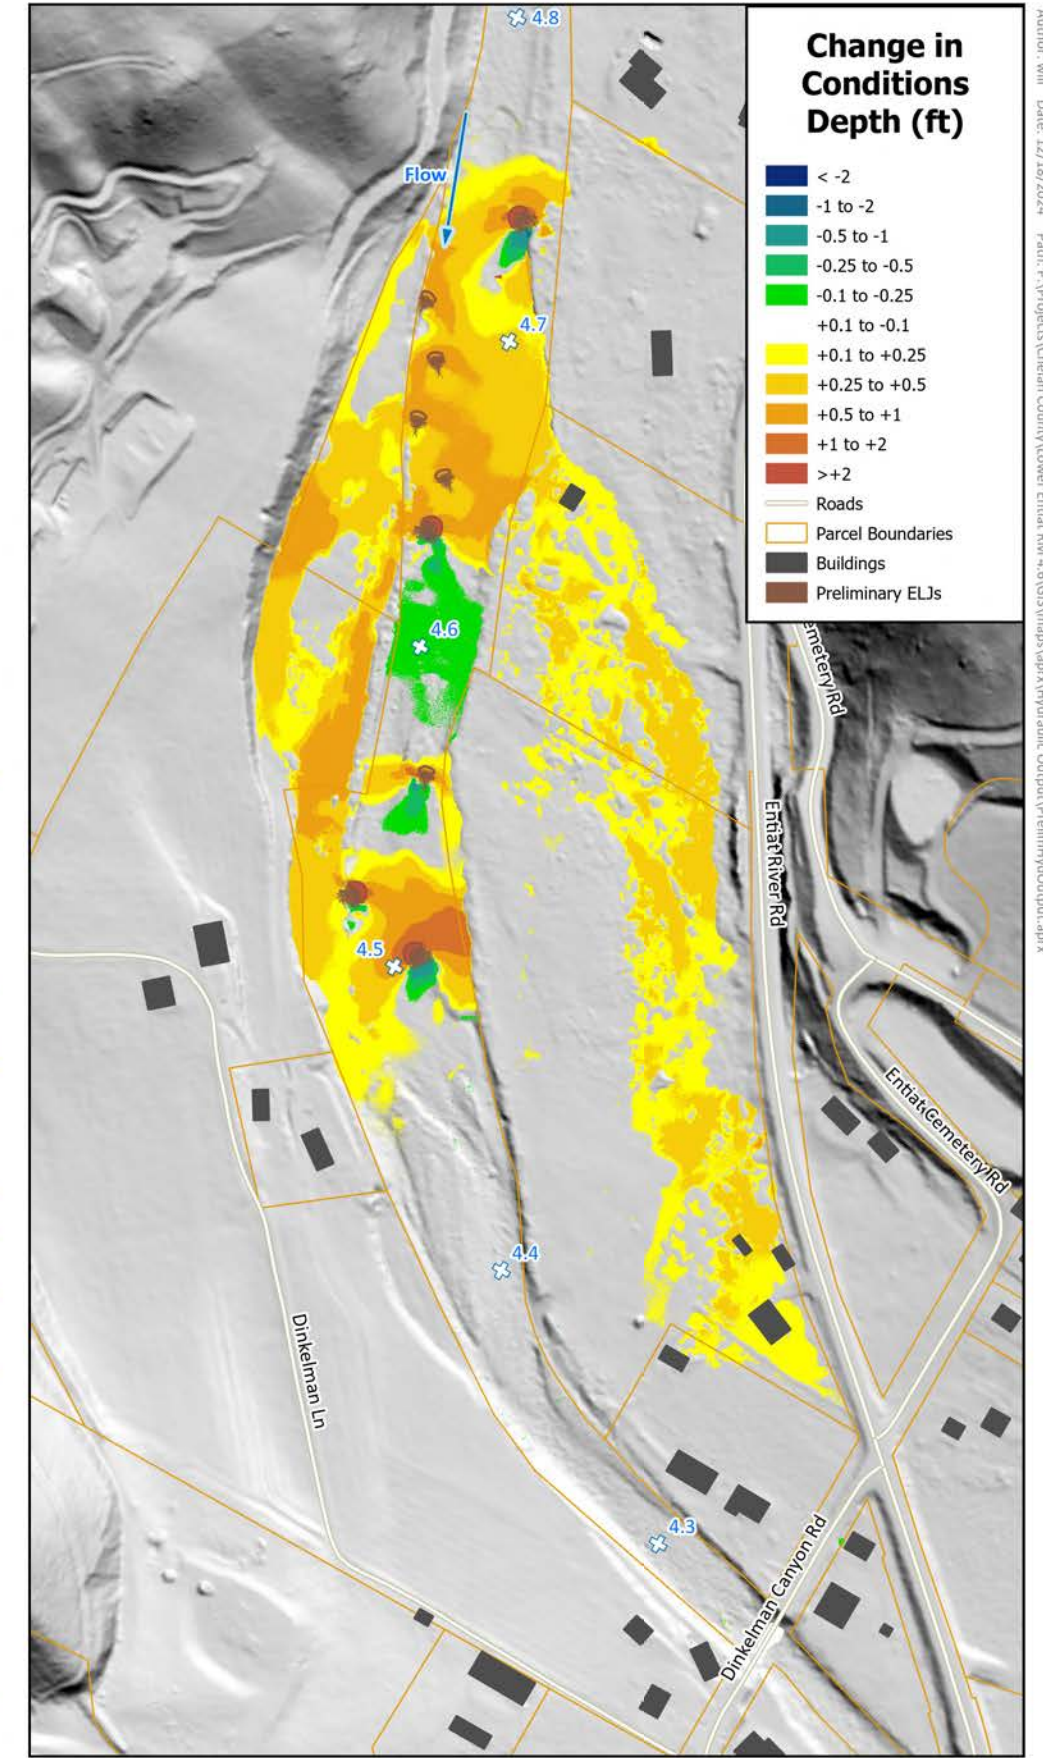 Change in
Conditions
Depth (ft)
< -2
-1 to -2
-0.5 to -1
-0.25 to -0.5
-0.1 to -0.25
+0.1 to -0.1
+0.1 to +0.25
+0.25 to +0.5
+0.5 to +1
+1 to +2
>+2
Roads
Parcel Boundaries
Buildings
Preliminary ELJs
4.8
Flow
4.7
4.6
4.5
4.4
4.3
emetery Rd
Entiat River Rd
Entiat Cemetery Rd
Dinkelman Ln
Dinkelman Canyon Rd